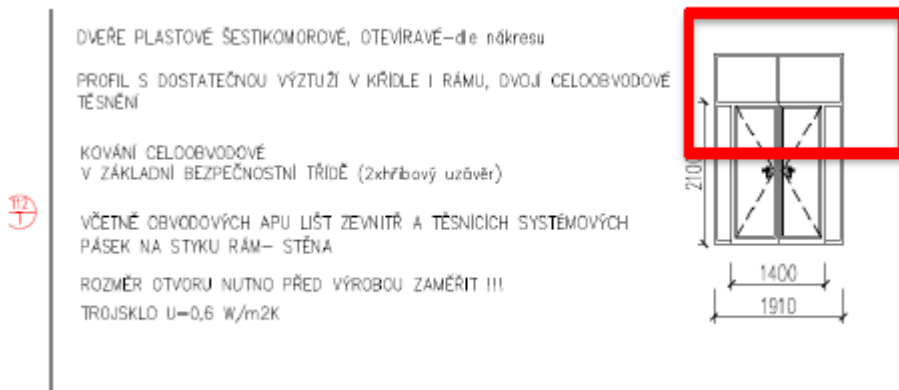 DVEŘE PLASTOVÉ ŠESTIKOMOROVÉ, OTEVÍRAVÉ-dle nákresu
PROFIL S DOSTATEČNOU VÝZTUŽÍ V KŘÍDLE I RÁMU, DVOJÍ CELOOBVODOVÉ
TĚSNĚNÍ
KOVÁNÍ CELOOBVODOVÉ
V ZÁKLADNÍ BEZPEČNOSTNÍ TŘÍDĚ (2xhřibový uzávěr)
VČETNĚ OBVODOVÝCH APU LIŠT ZEVNITŘ A TĚSNICÍCH SYSTÉMOVÝCH
PÁSEK NA STYKU RÁM- STĚNA
ROZMĚR OTVORU NUTNO PŘED VÝROBOU ZAMĚŘIT !!!
TROJSKLO U=0,6 W/m2K
2100
1400
1910